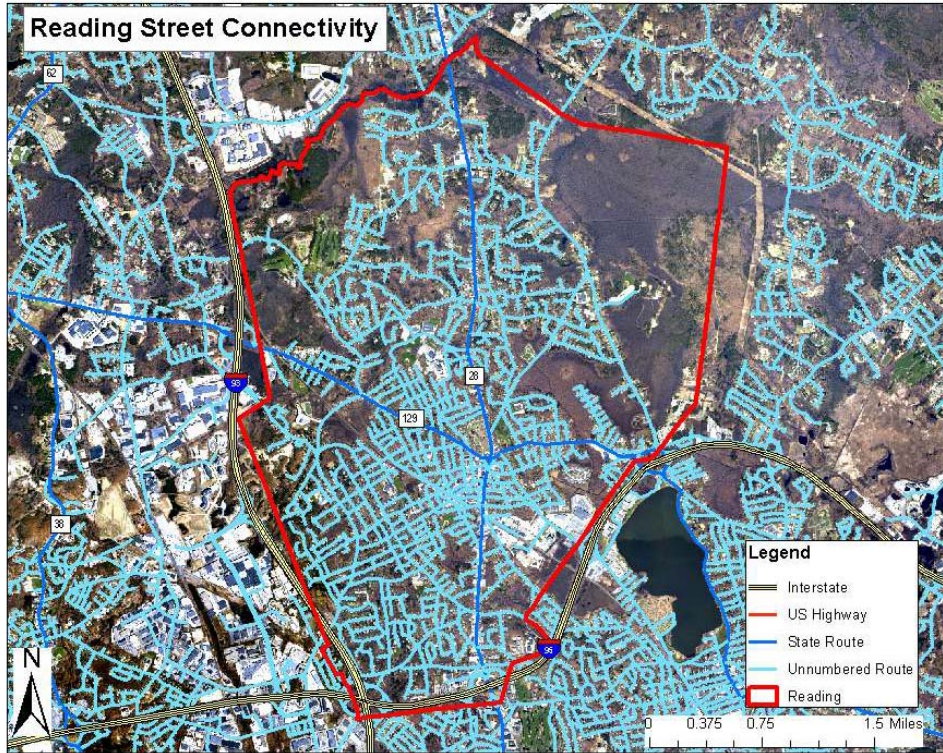 Reading Street Connectivity
62
93
28
129
38
95
N
Legend
Interstate
US Highway
State Route
Unnumbered Route
Reading
0 0.375 0.75 1.5 Miles